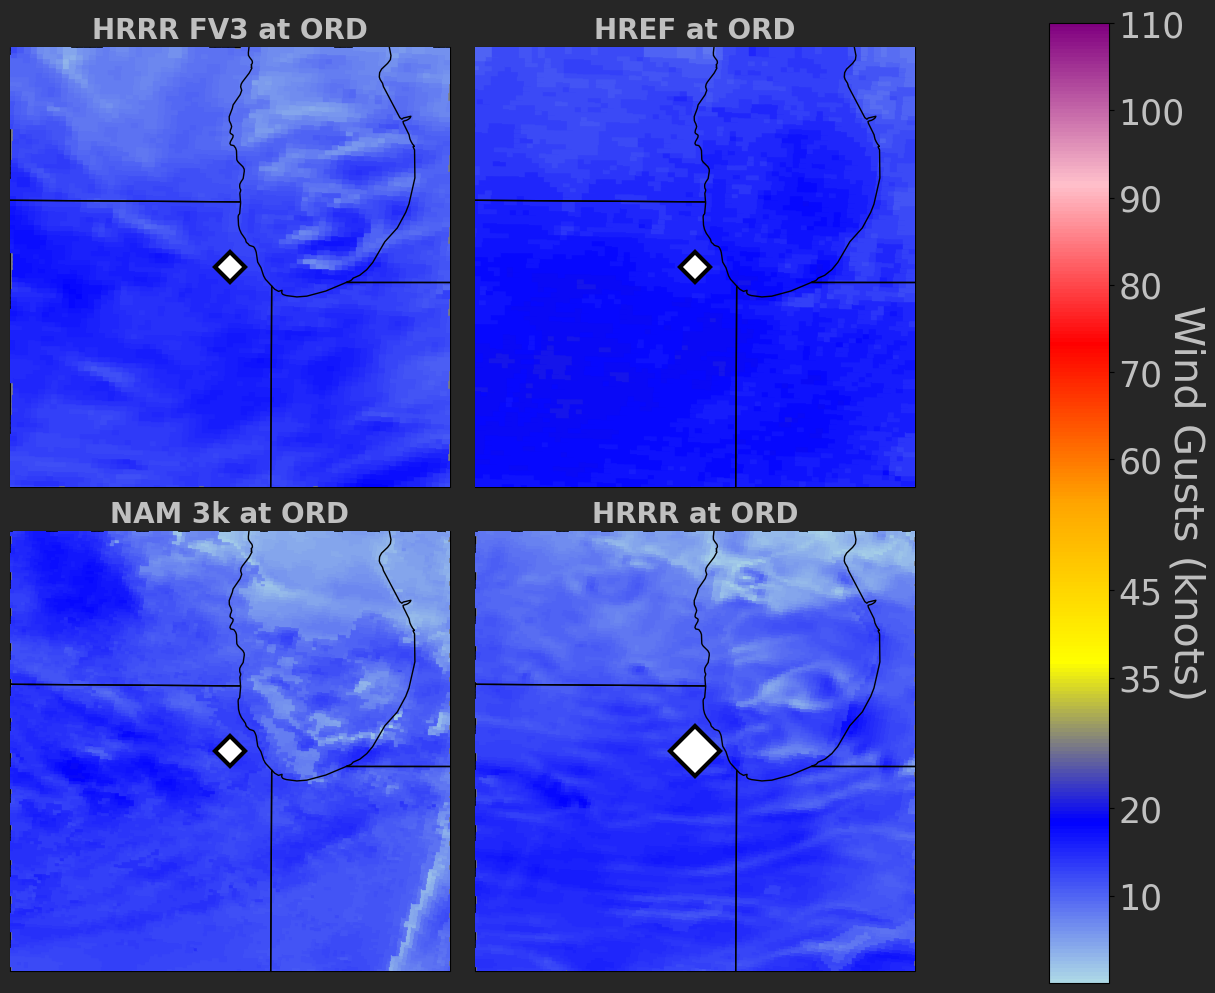 HRRR FV3 at ORD
HREF at ORD
NAM 3k at ORD
HRRR at ORD
110
100
90
80
70
60
45
35
20
10
Wind Gusts (knots)